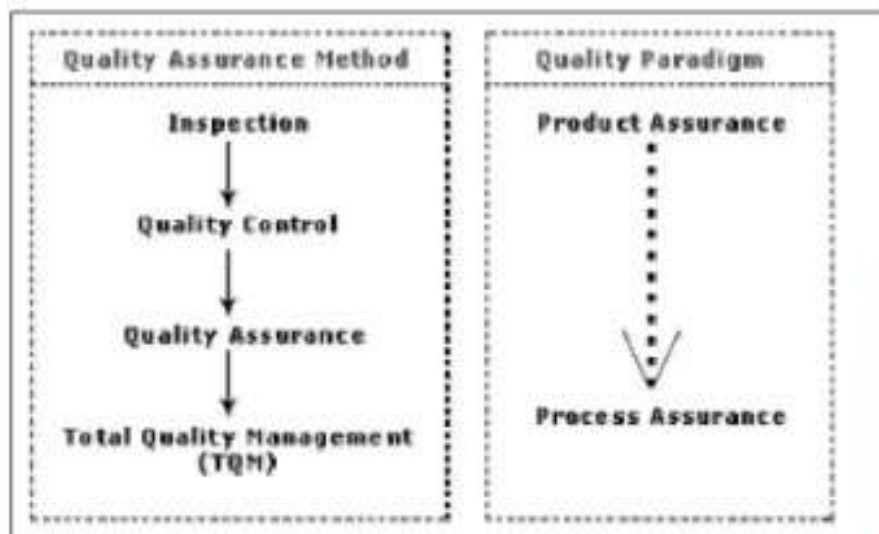 Quality Assurance Method
Inspection
Quality Control
Quality Assurance
Total Quality Management
(TQM)
Quality Paradigm
Product Assurance
Process Assurance